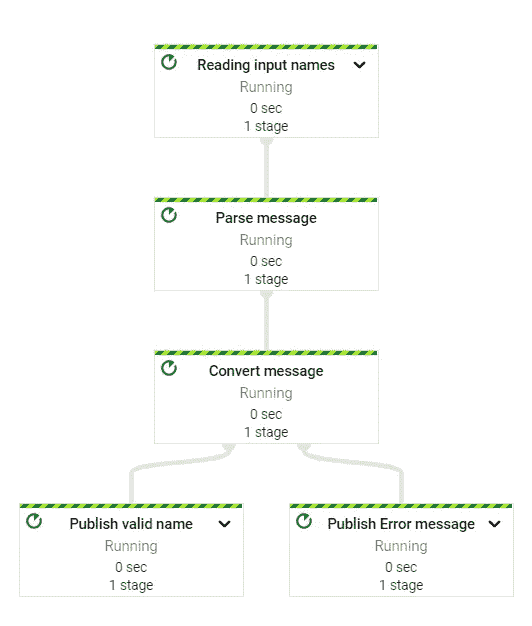 Reading input names
Running
0 sec
1 stage
Parse message
Running
0 sec
1 stage
Convert message
Running
0 sec
1 stage
Publish valid name
Running
0 sec
1 stage
Publish Error message
Running
0 sec
1 stage